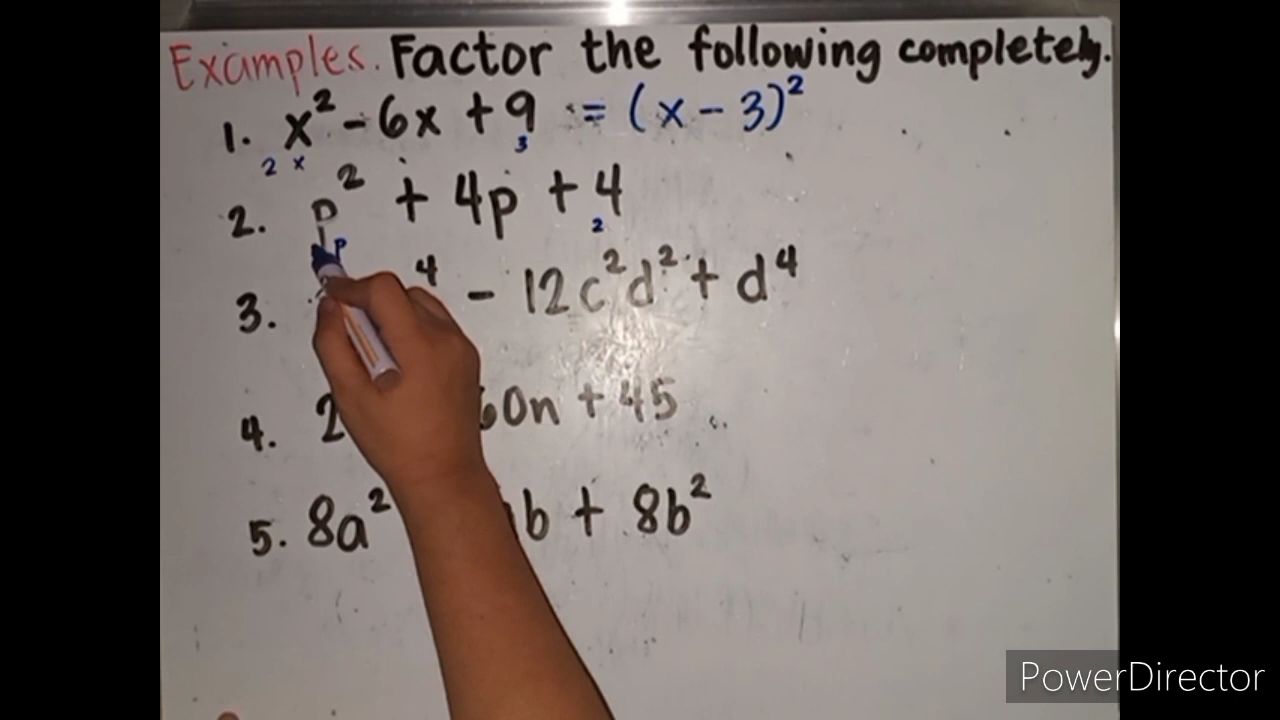 Examples. Factor the following completely.
1. x² - 6x + 9 = (x - 3)²
2 x 3
2. p² + 4p + 4
p 2
3. ⁴ - 12c²d² + d⁴
4. 2 60n + 45
5. 8a² b + 8b²
PowerDirector